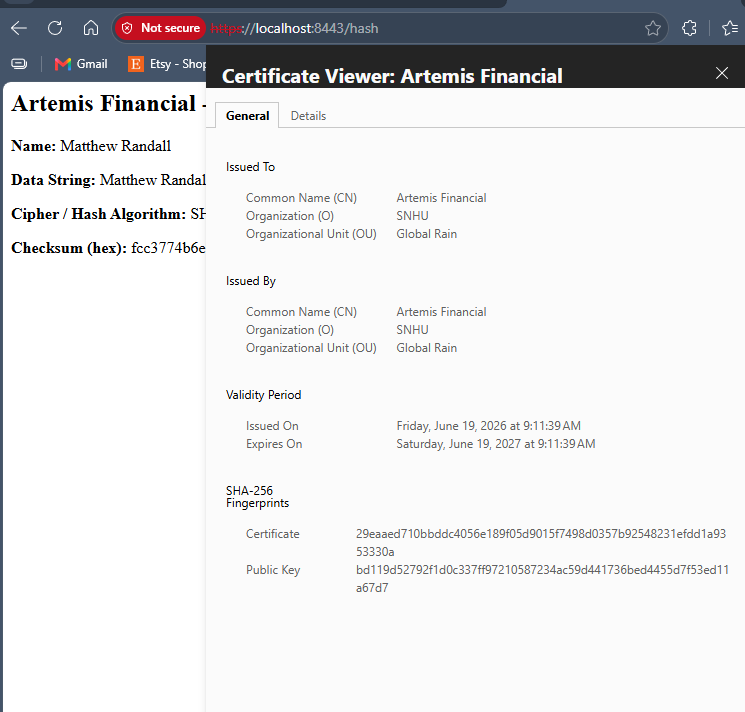 Not secure https://localhost:8443/hash
Gmail Etsy - Shop
Certificate Viewer: Artemis Financial
Artemis Financial -
General Details
Name: Matthew Randall
Data String: Matthew Randal
Cipher / Hash Algorithm: SH
Checksum (hex): fcc3774b6e
Issued To
Common Name (CN) Artemis Financial
Organization (O) SNHU
Organizational Unit (OU) Global Rain
Issued By
Common Name (CN) Artemis Financial
Organization (O) SNHU
Organizational Unit (OU) Global Rain
Validity Period
Issued On Friday, June 19, 2026 at 9:11:39 AM
Expires On Saturday, June 19, 2027 at 9:11:39 AM
SHA-256
Fingerprints
Certificate 29eaaed710bbddc4056e189f05d9015f7498d0357b92548231efdd1a93
53330a
Public Key bd119d52792f1d0c337ff97210587234ac59d441736bed4455d7f53ed11
a67d7